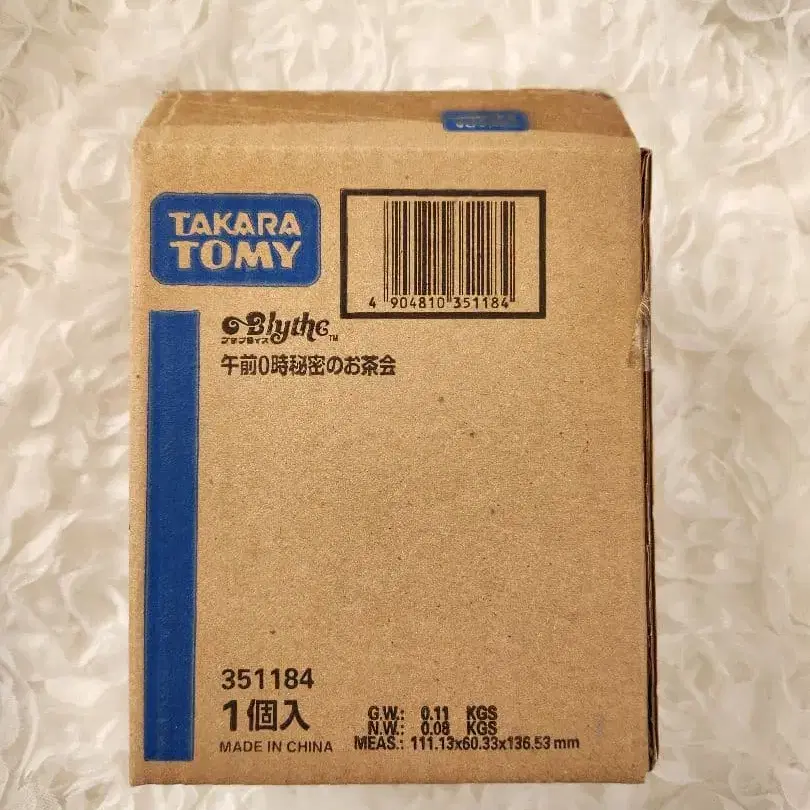 TAKARA
TOMY
4 904810 351184
Blythe™
プチブライス
午前0時秘密のお茶会
351184
1個入
MADE IN CHINA
G.W.: 0.11 KGS
N.W.: 0.08 KGS
MEAS.: 111.13x60.33x136.53 mm